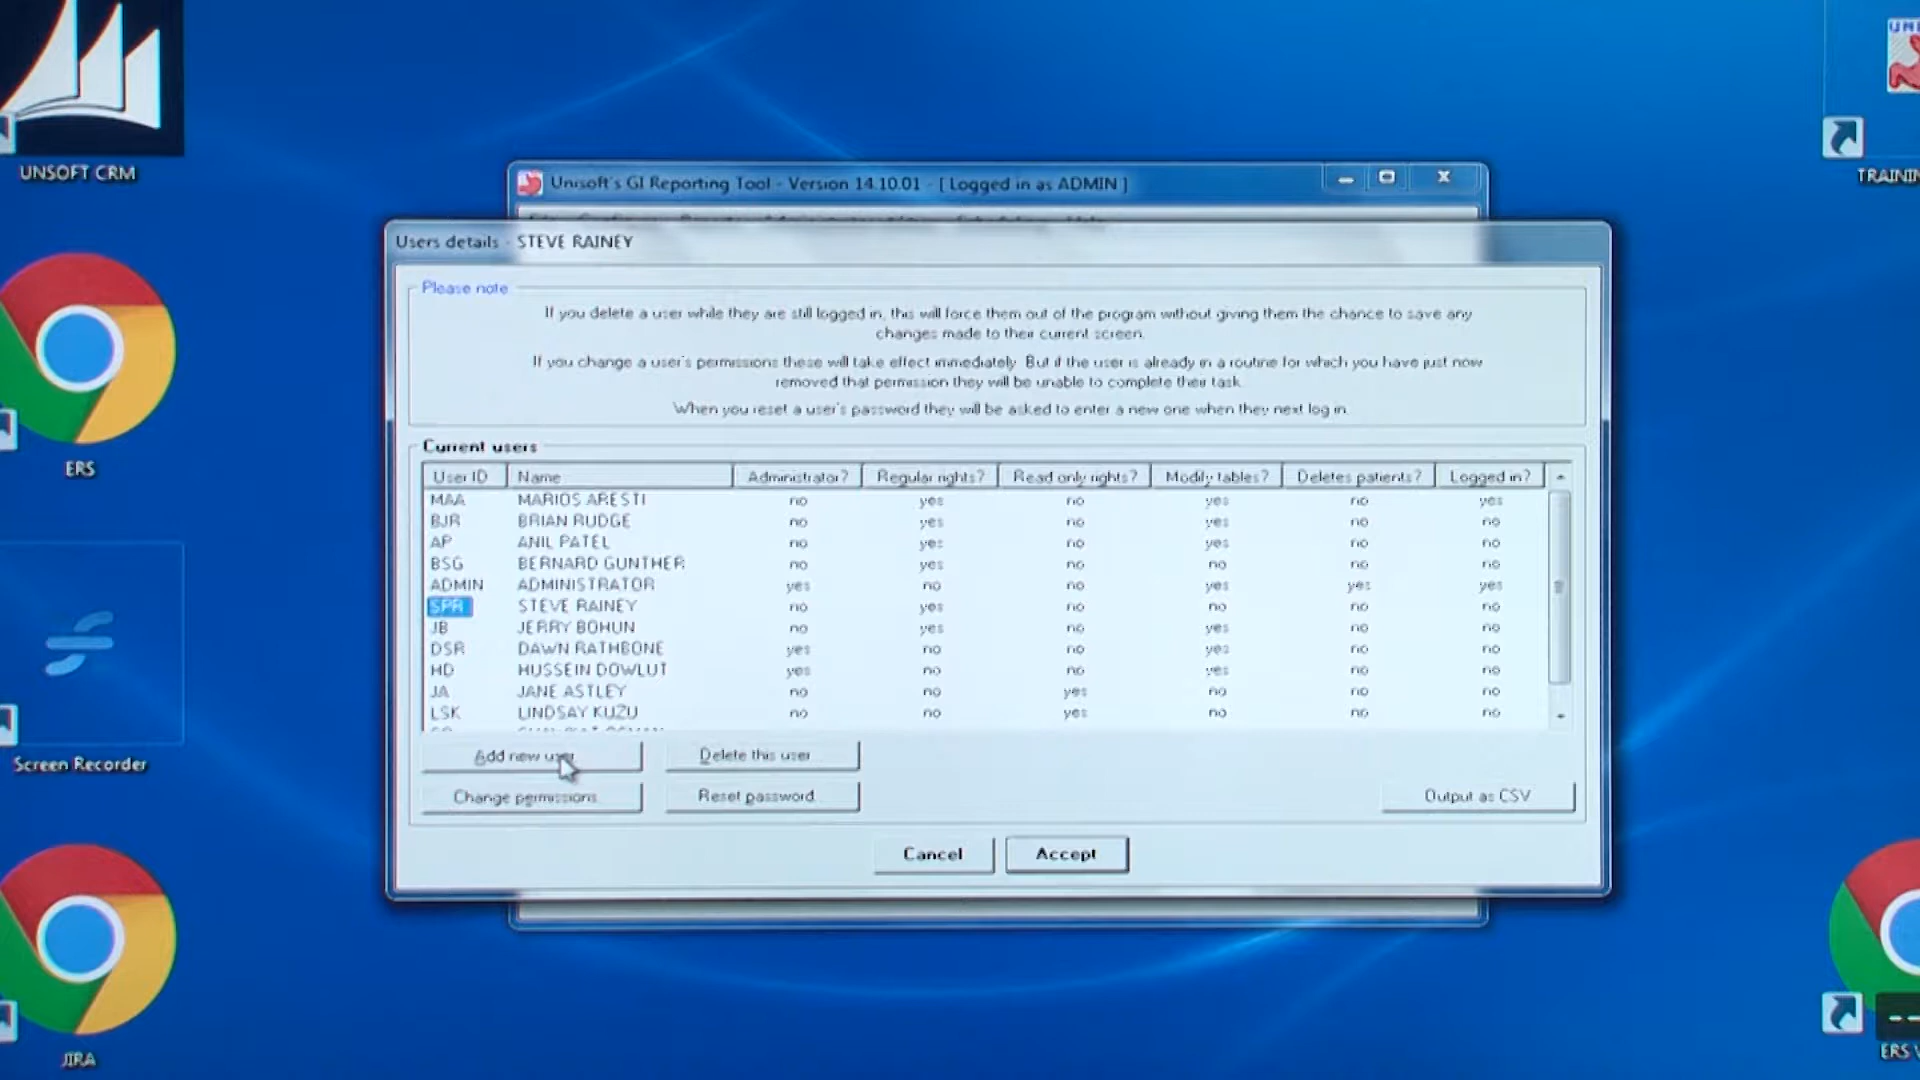 UNSOFT CRM
ERS
Screen Recorder
JIRA
TRAININ
ERS
Unisoft's GI Reporting Tool - Version 14.10.01 - [ Logged in as ADMIN ]
Users details - STEVE RAINEY
Please note
If you delete a user while they are still logged in, this will force them out of the program without giving them the chance to save any
changes made to their current screen.
If you change a user's permissions these will take effect immediately. But if the user is already in a routine for which you have just now
removed that permission they will be unable to complete their task.
When you reset a user's password they will be asked to enter a new one when they next log in.
Current users
User ID Name Administrator? Regular rights? Read only rights? Modify tables? Deletes patients? Logged in?
MAA MARIOS ARESTI no yes no yes no yes
BJR BRIAN RUDGE no yes no yes no no
AP ANIL PATEL no yes no yes no no
BSG BERNARD GUNTHER no yes no no no no
ADMIN ADMINISTRATOR yes no no yes yes yes
SPR STEVE RAINEY no yes no no no no
JB JERRY BOHUN no yes no yes no no
DSR DAWN RATHBONE yes no no yes no no
HD HUSSEIN DOWLUT yes no no yes no no
JA JANE ASTLEY no no yes no no no
LSK LINDSAY KUZU no no yes no no no
Add new user Delete this user
Change permissions Reset password Output as CSV
Cancel Accept